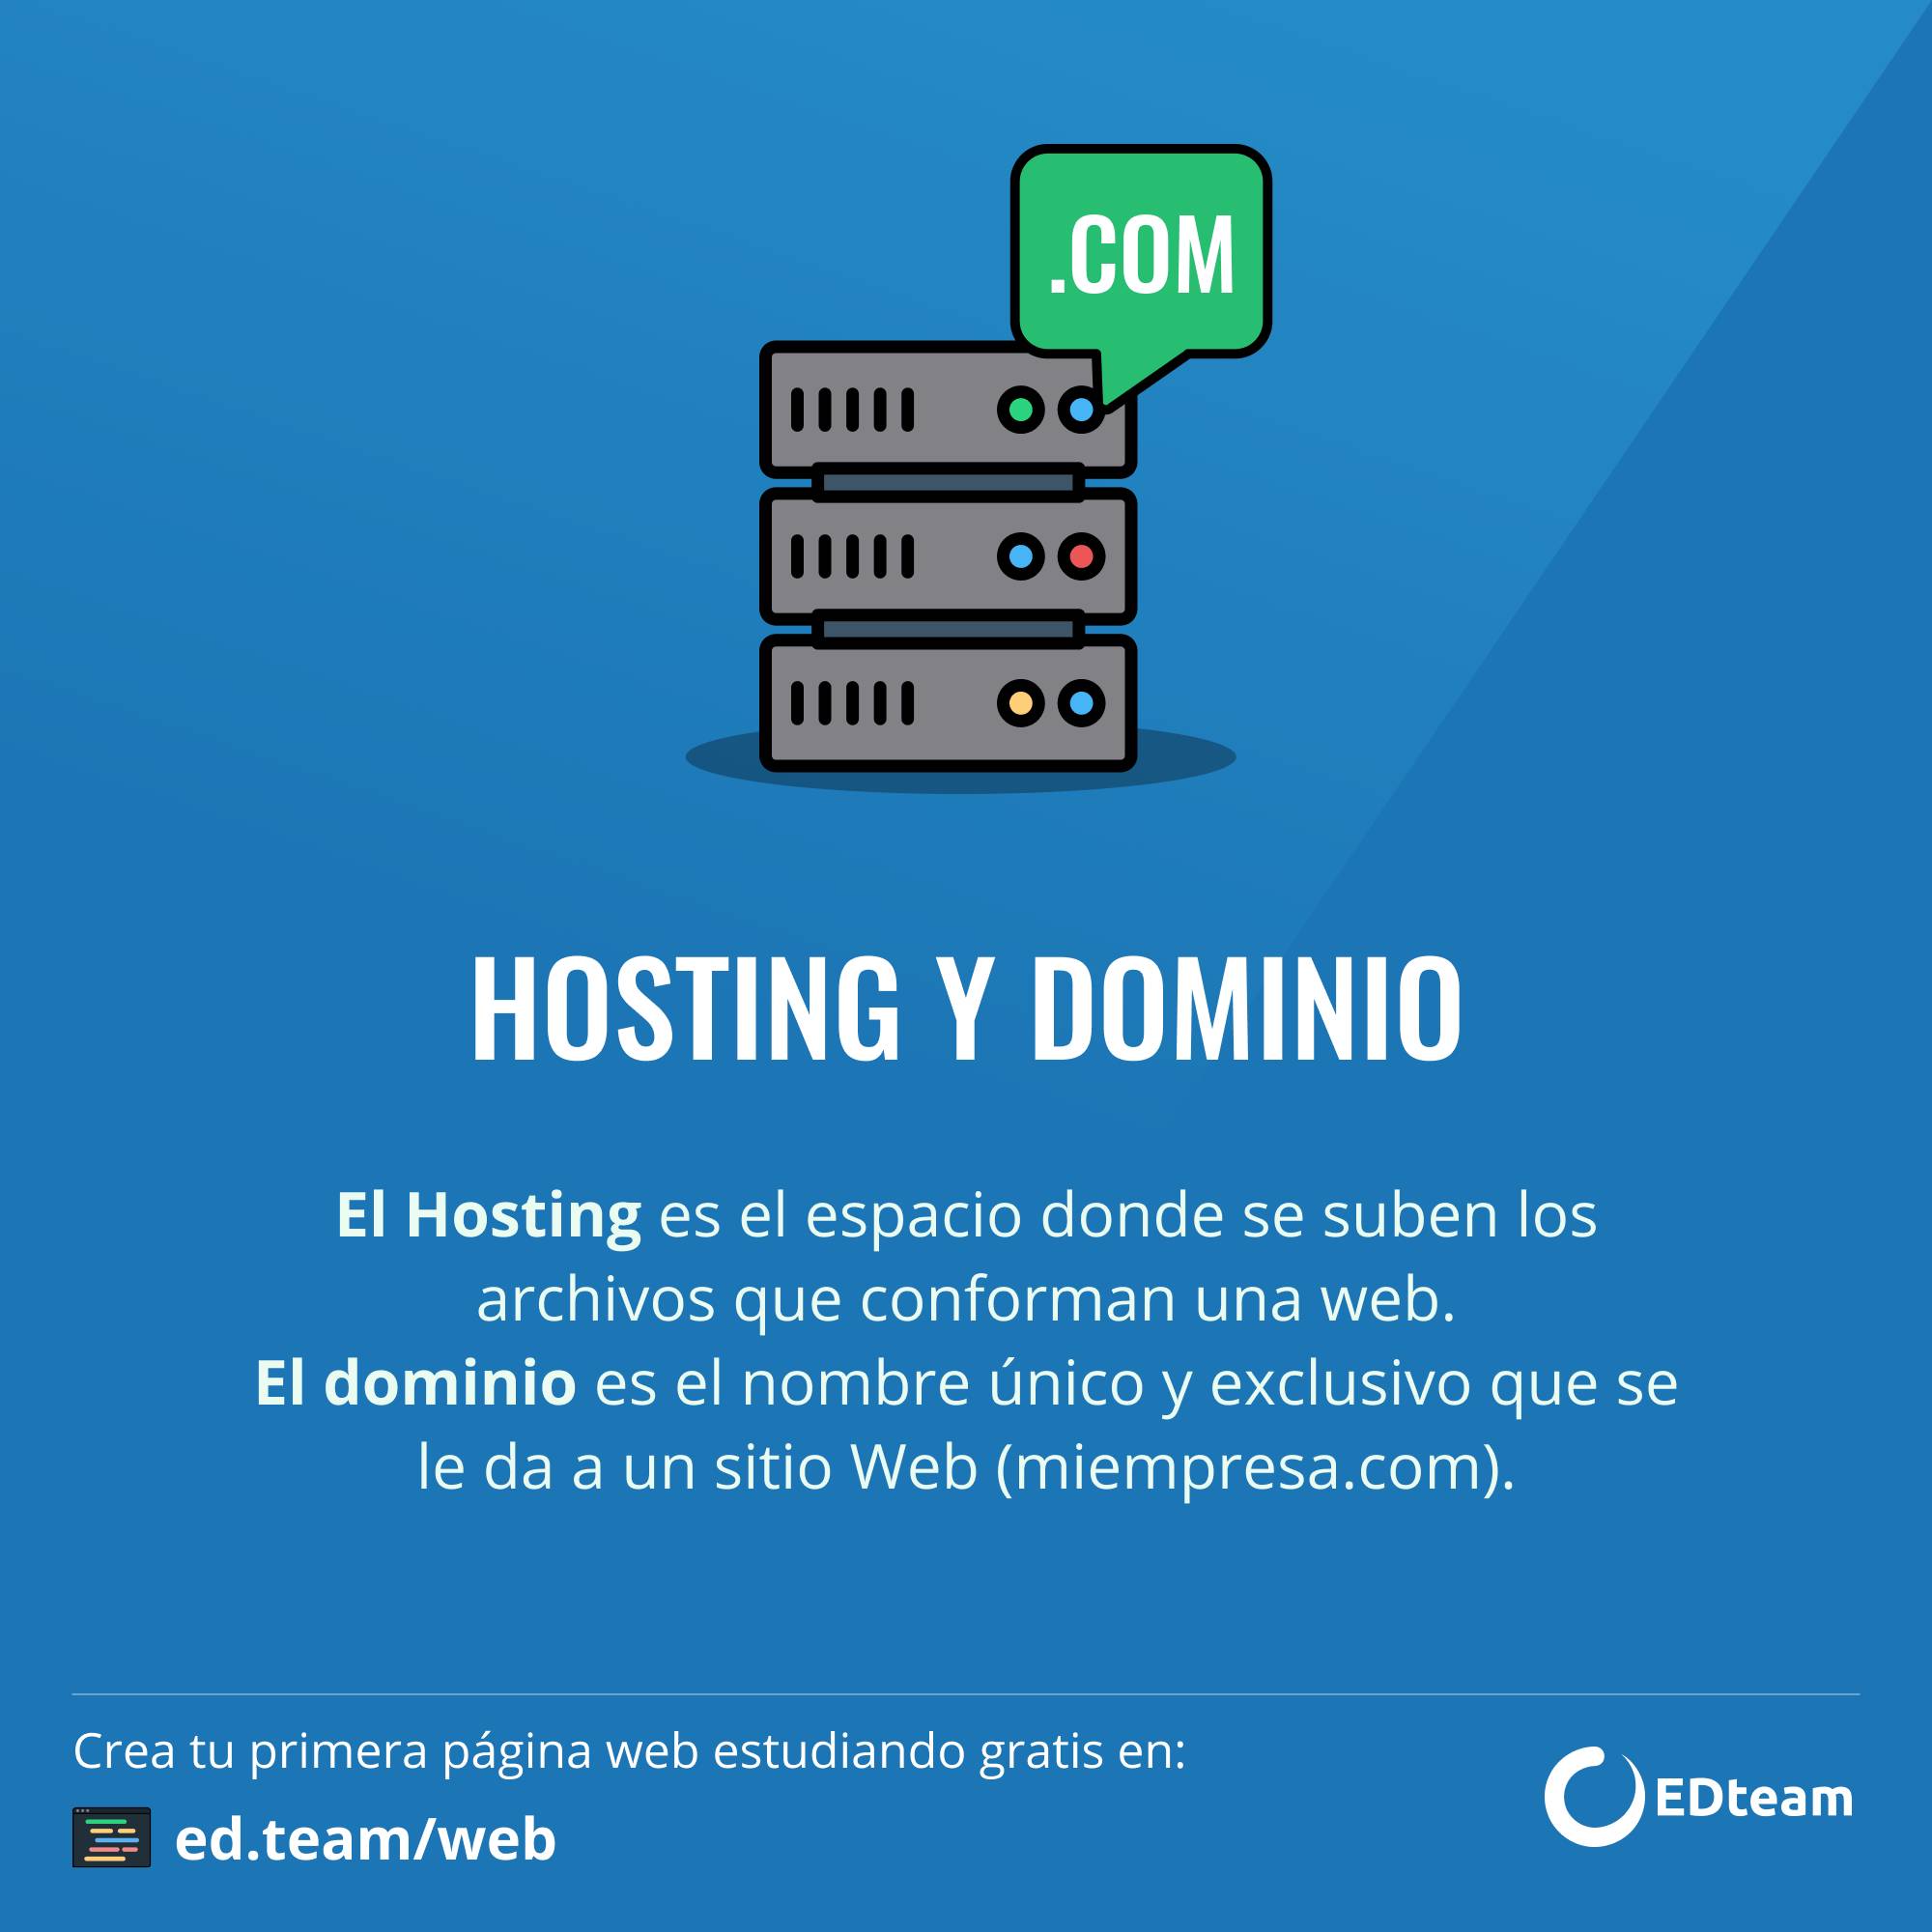 .COM
HOSTING Y DOMINIO
El Hosting es el espacio donde se suben los
archivos que conforman una web.
El dominio es el nombre único y exclusivo que se
le da a un sitio Web (miempresa.com).
Crea tu primera página web estudiando gratis en:
ed.team/web
EDteam